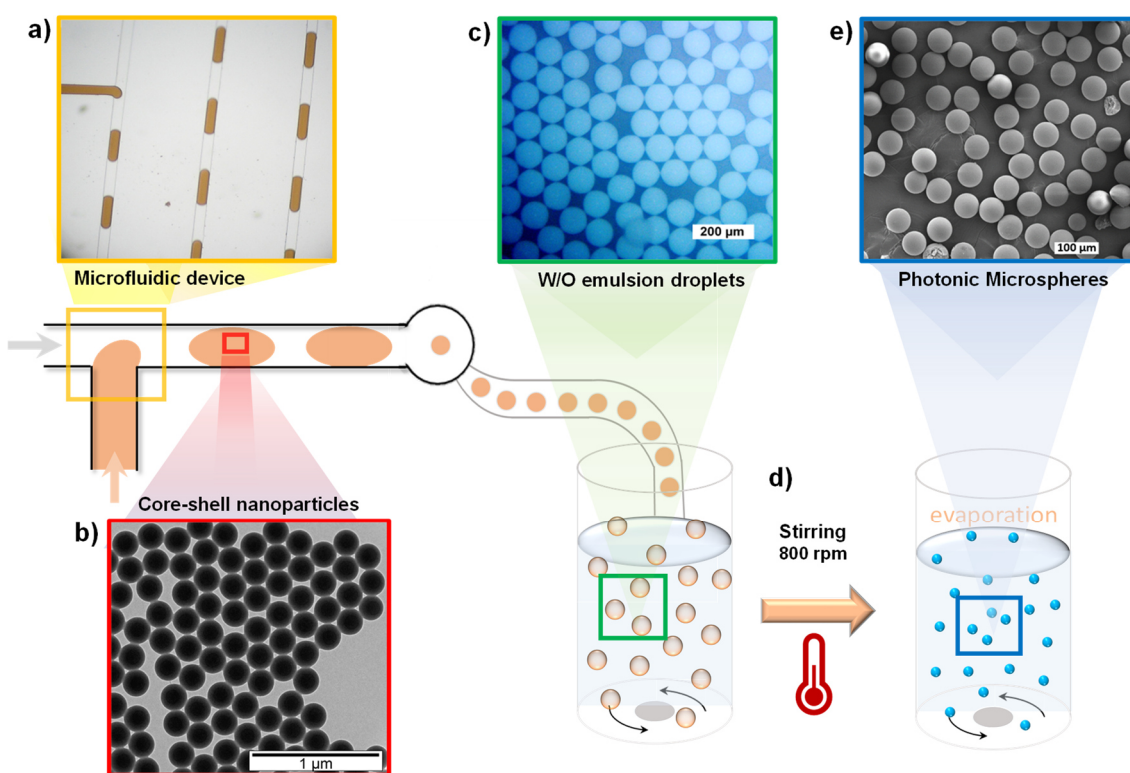 a)
Microfluidic device
b)
Core-shell nanoparticles
1 µm
c)
200 µm
W/O emulsion droplets
d)
Stirring
800 rpm
e)
100 µm
Photonic Microspheres
evaporation